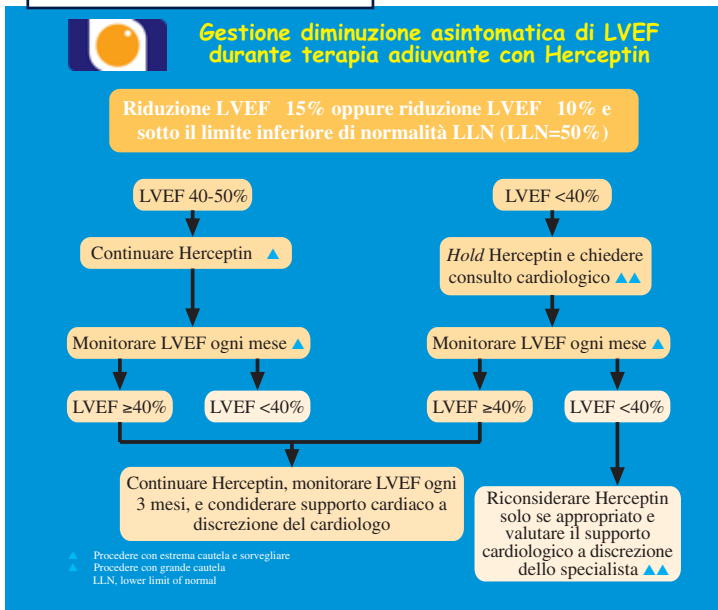 Gestione diminuzione asintomatica di LVEF
durante terapia adiuvante con Herceptin
Riduzione LVEF 15% oppure riduzione LVEF 10% e
sotto il limite inferiore di normalità LLN (LLN=50%)
LVEF 40-50%
LVEF <40%
Continuare Herceptin ▲
Hold Herceptin e chiedere
consulto cardiologico ▲▲
Monitorare LVEF ogni mese ▲
Monitorare LVEF ogni mese ▲
LVEF ≥40%
LVEF <40%
LVEF ≥40%
LVEF <40%
Continuare Herceptin, monitorare LVEF ogni
3 mesi, e condiderare supporto cardiaco a
discrezione del cardiologo
Riconsiderare Herceptin
solo se appropriato e
valutare il supporto
cardiologico a discrezione
dello specialista ▲▲
▲ Procedere con estrema cautela e sorvegliare
▲ Procedere con grande cautela
LLN, lower limit of normal